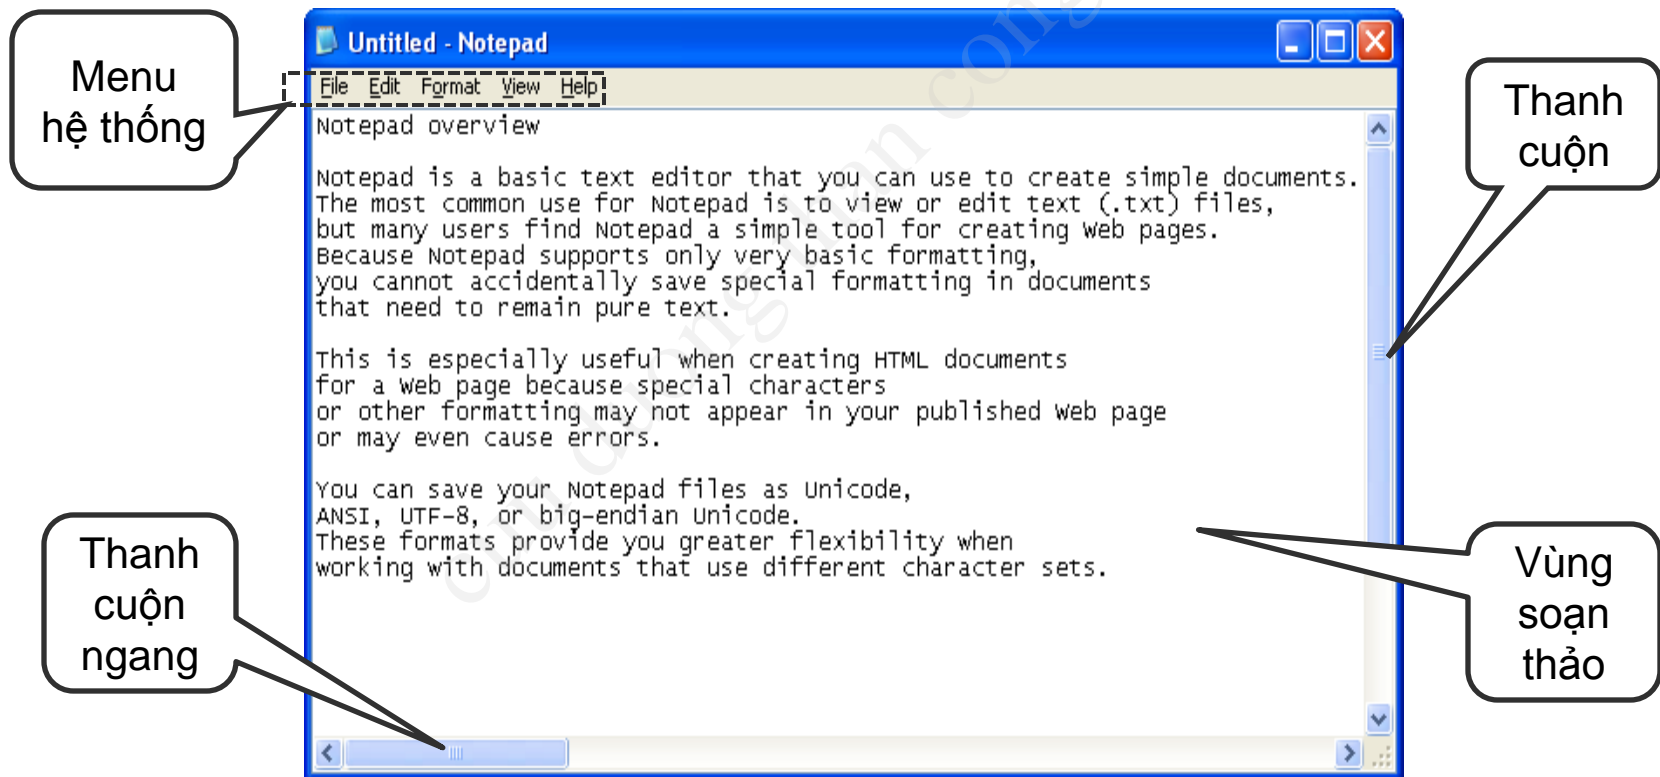 Menu
hệ thống
Untitled - Notepad
File Edit Format View Help
Thanh
cuộn
Notepad overview
Notepad is a basic text editor that you can use to create simple documents.
The most common use for Notepad is to view or edit text (.txt) files,
but many users find Notepad a simple tool for creating Web pages.
Because Notepad supports only very basic formatting,
you cannot accidentally save special formatting in documents
that need to remain pure text.
This is especially useful when creating HTML documents
for a Web page because special characters
or other formatting may not appear in your published Web page
or may even cause errors.
You can save your Notepad files as Unicode,
ANSI, UTF-8, or big-endian Unicode.
These formats provide you greater flexibility when
working with documents that use different character sets.
Thanh
cuộn
ngang
Vùng
soạn
thảo
cuu duong than cong